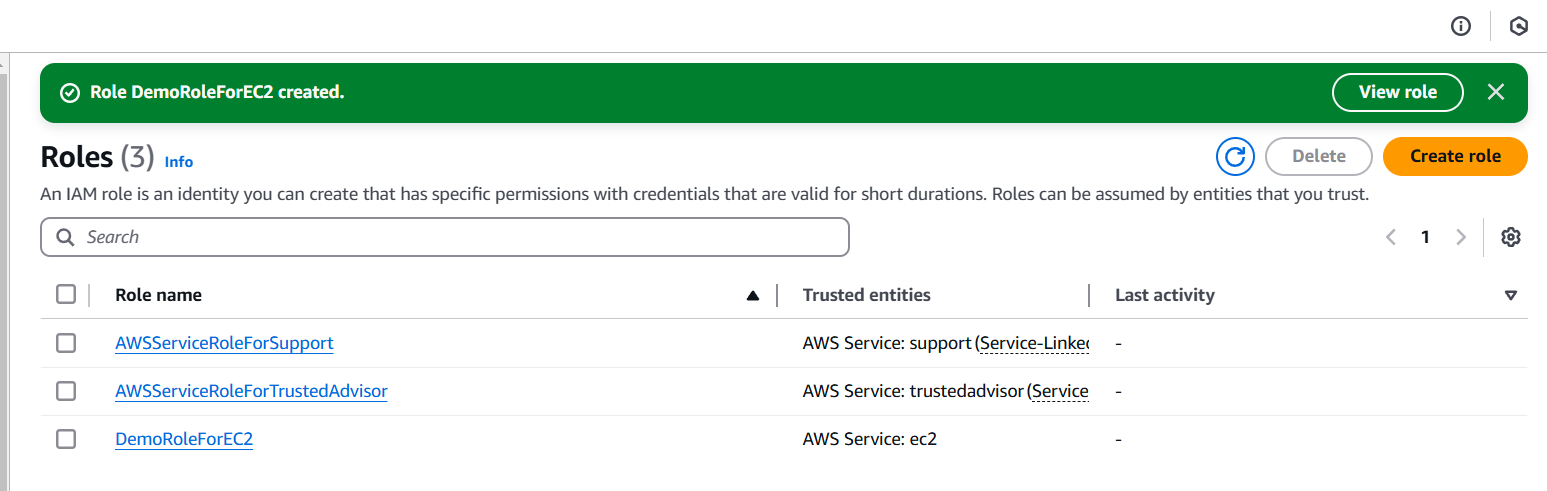 Role DemoRoleForEC2 created.
View role
Roles (3) Info
Delete
Create role
An IAM role is an identity you can create that has specific permissions with credentials that are valid for short durations. Roles can be assumed by entities that you trust.
Search
1
Role name Trusted entities Last activity
AWSServiceRoleForSupport AWS Service: support (Service-Linked -
AWSServiceRoleForTrustedAdvisor AWS Service: trustedadvisor (Service -
DemoRoleForEC2 AWS Service: ec2 -